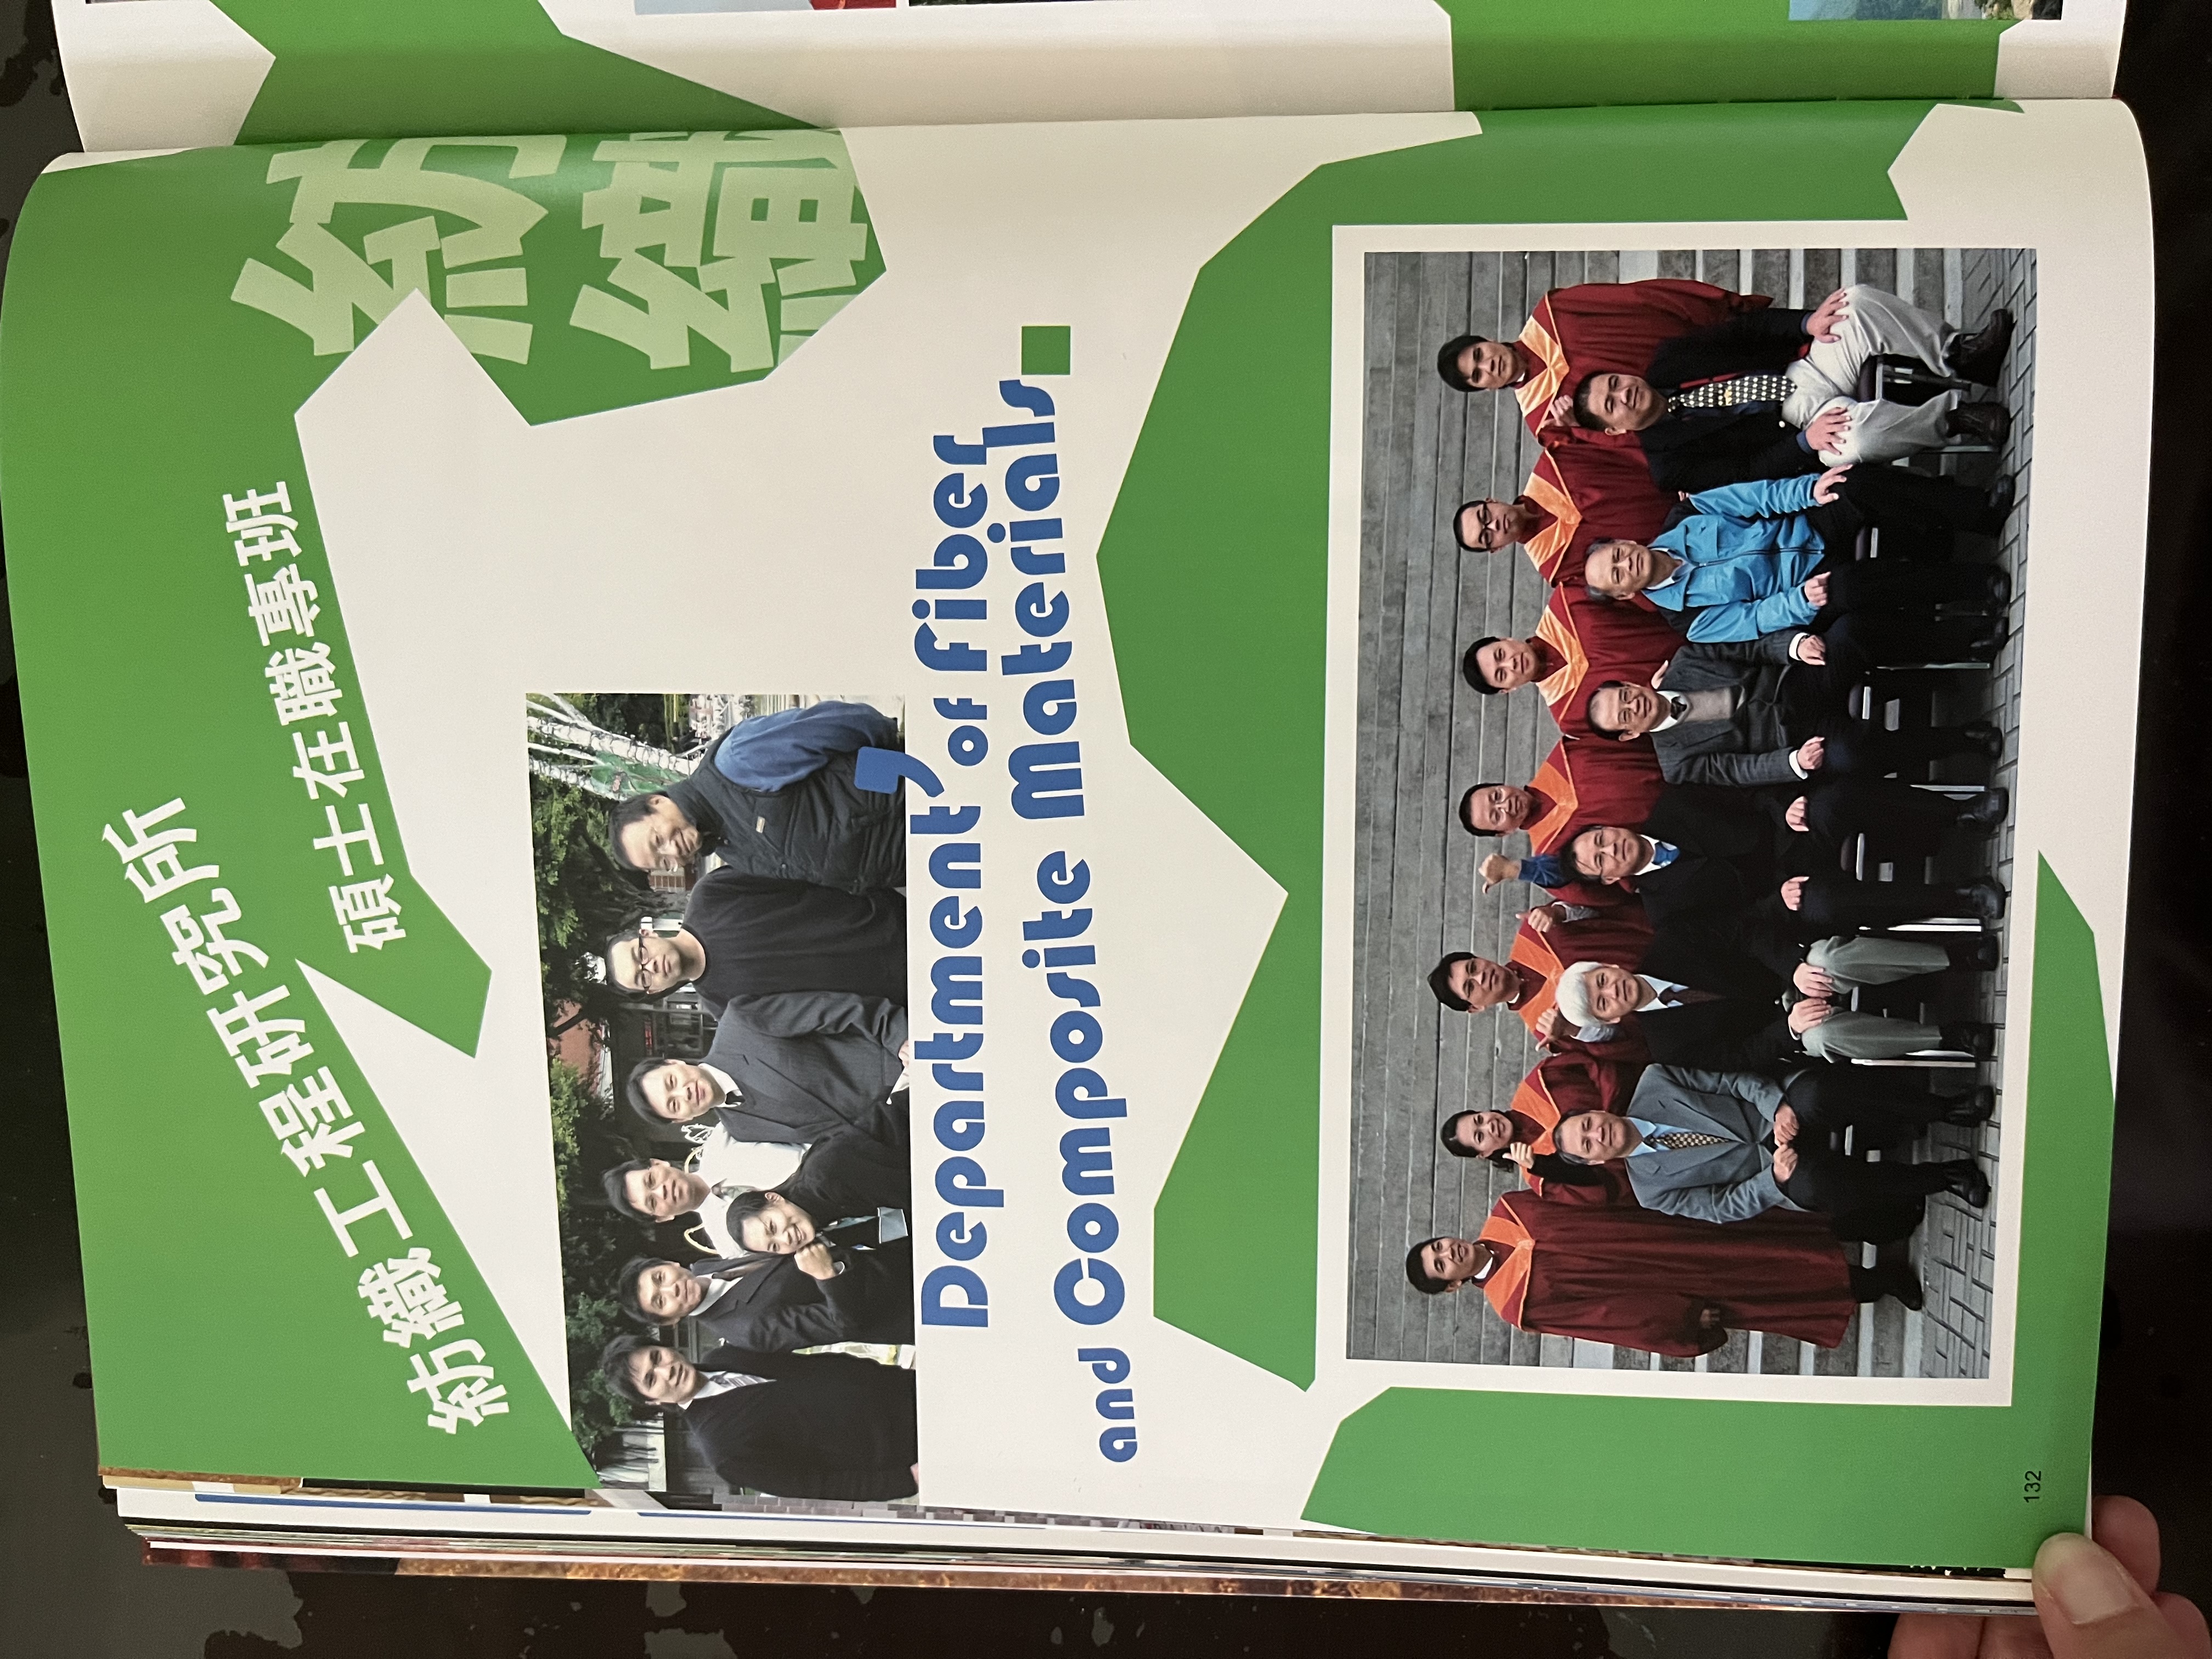 紡織工程研究所
碩士在職專班
紡織
Department' of Fiber
and Composite Materials
132